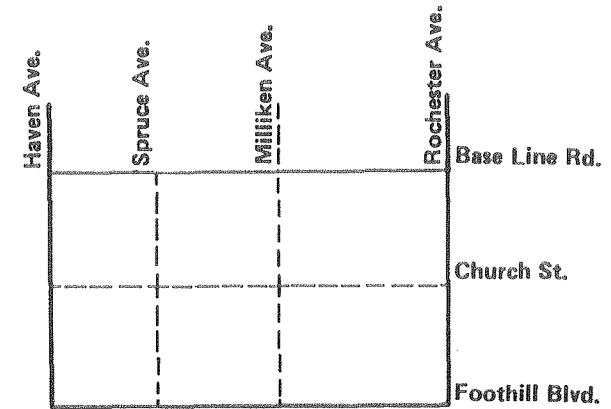 Haven Ave.
Spruce Ave.
Milliken Ave.
Rochester Ave.
Base Line Rd.
Church St.
Foothill Blvd.